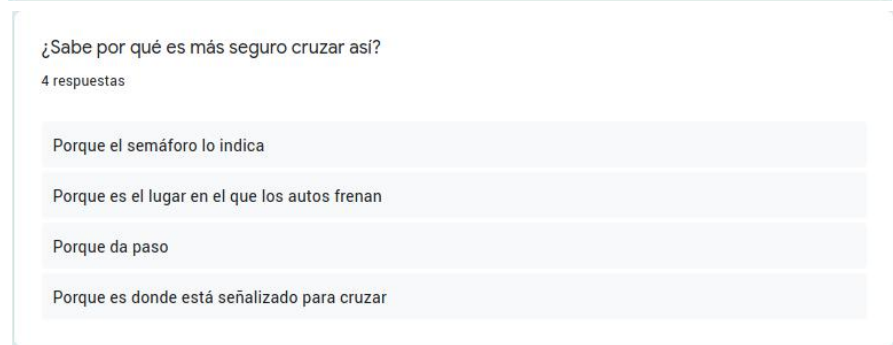 ¿Sabe por qué es más seguro cruzar así?
4 respuestas
Porque el semáforo lo indica
Porque es el lugar en el que los autos frenan
Porque da paso
Porque es donde está señalizado para cruzar